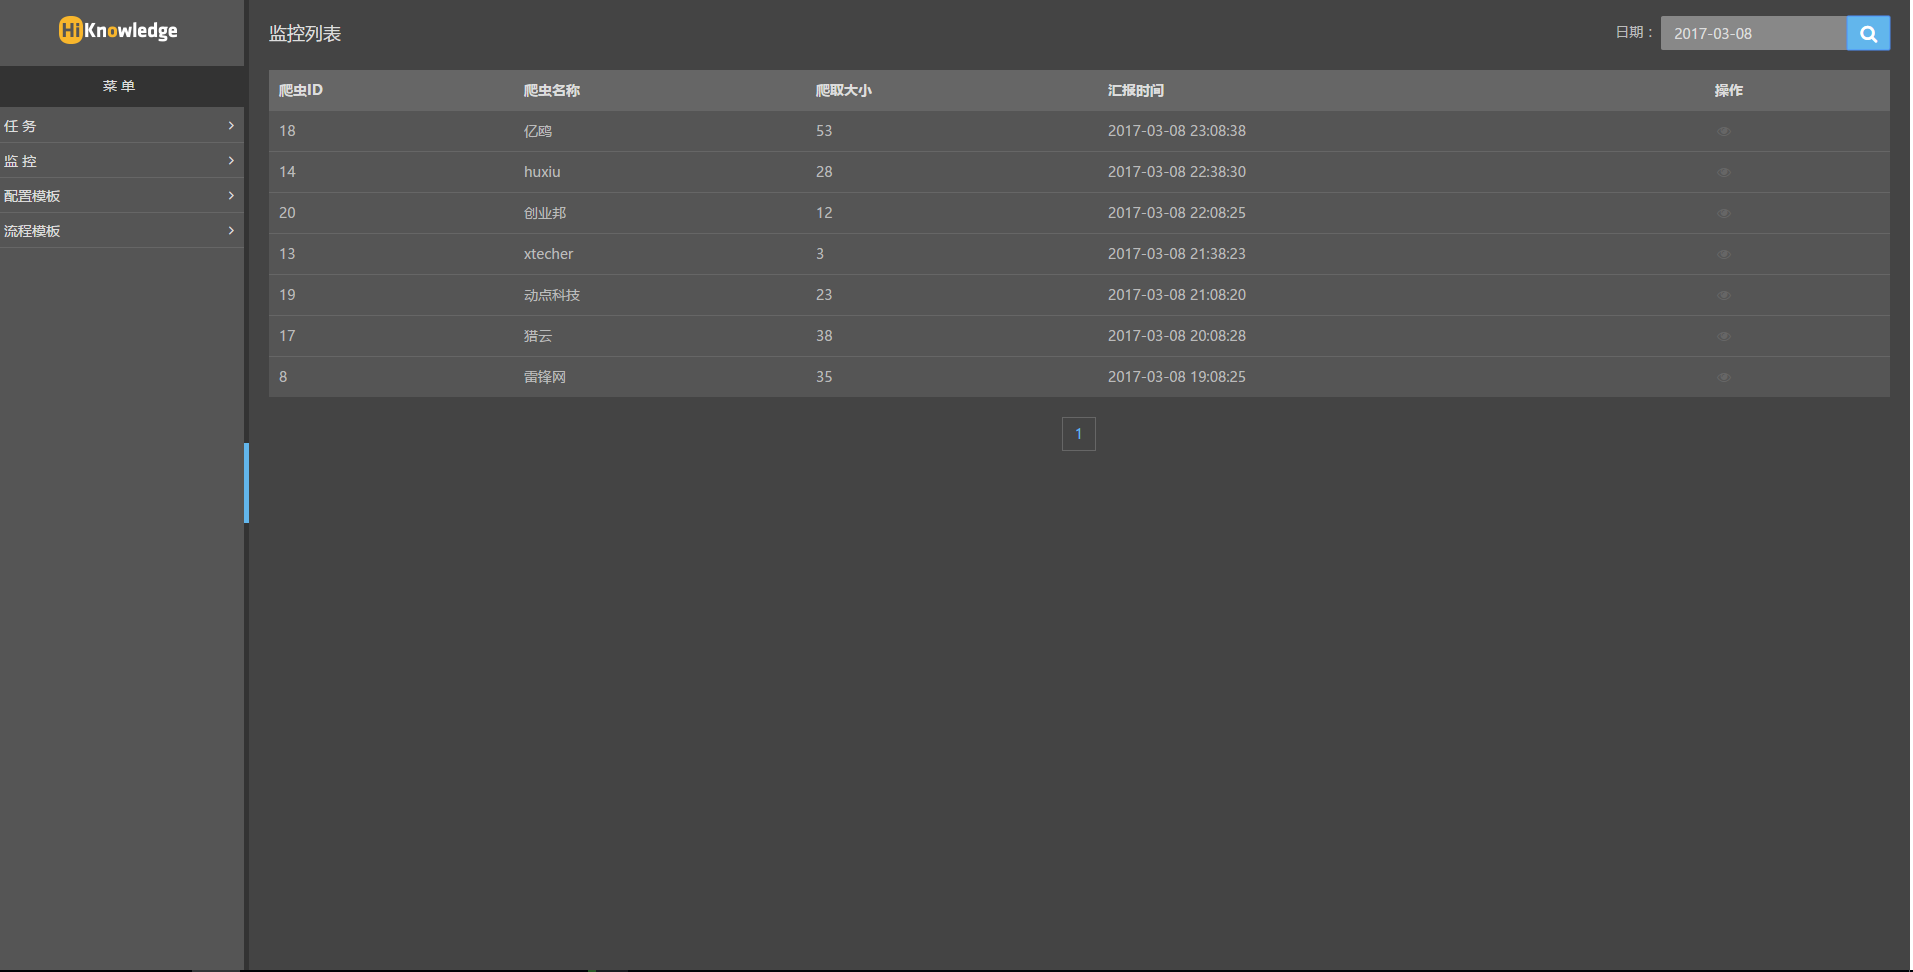 HiKnowledge
菜 单
任 务
监 控
配置模板
流程模板
监控列表
日期： 2017-03-08
爬虫ID 爬虫名称 爬取大小 汇报时间 操作
18 亿鸥 53 2017-03-08 23:08:38
14 huxiu 28 2017-03-08 22:38:30
20 创业邦 12 2017-03-08 22:08:25
13 xtecher 3 2017-03-08 21:38:23
19 动点科技 23 2017-03-08 21:08:20
17 猎云 38 2017-03-08 20:08:28
8 雷锋网 35 2017-03-08 19:08:25
1